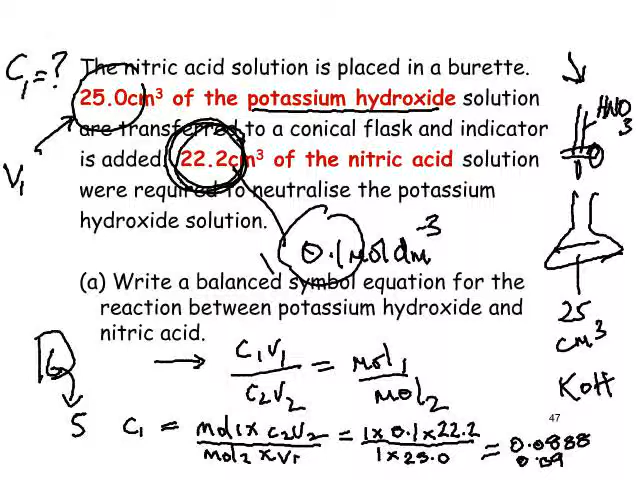 C₁ = ?
The nitric acid solution is placed in a burette.
25.0cm³ of the potassium hydroxide solution
are transferred to a conical flask and indicator
is added. 22.2cm³ of the nitric acid solution
were required to neutralise the potassium
hydroxide solution.
V₁
HNO₃
0.1 mol dm⁻³
(a) Write a balanced symbol equation for the
reaction between potassium hydroxide and
nitric acid.
25
cm³
KOH
C₁V₁ / C₂V₂ = mol₁ / mol₂
47
5
C₁ = mol₁ x C₂V₂ / mol₂ x V₁ = 1 x 0.1 x 22.2 / 1 x 25.0 = 0.0888
0.09